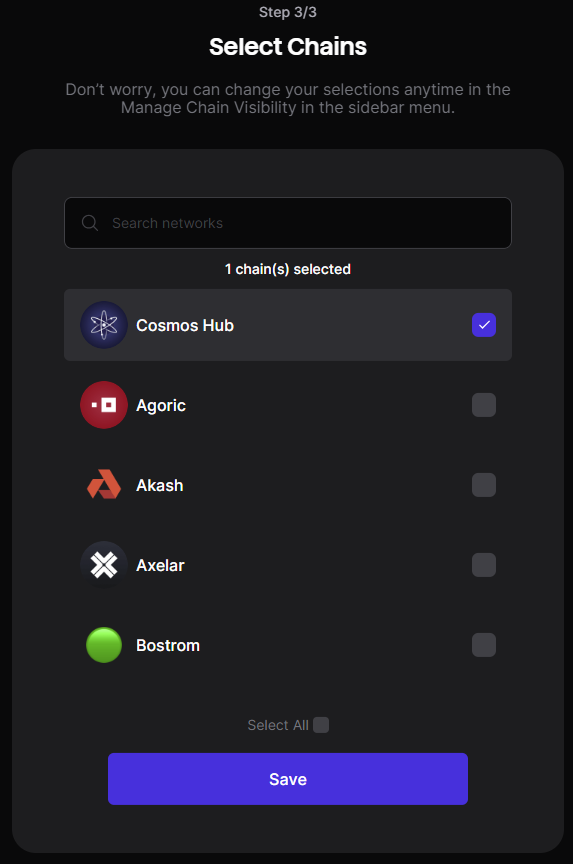 Step 3/3
Select Chains
Don’t worry, you can change your selections anytime in the
Manage Chain Visibility in the sidebar menu.
Search networks
1 chain(s) selected
Cosmos Hub
Agoric
Akash
Axelar
Bostrom
Select All
Save